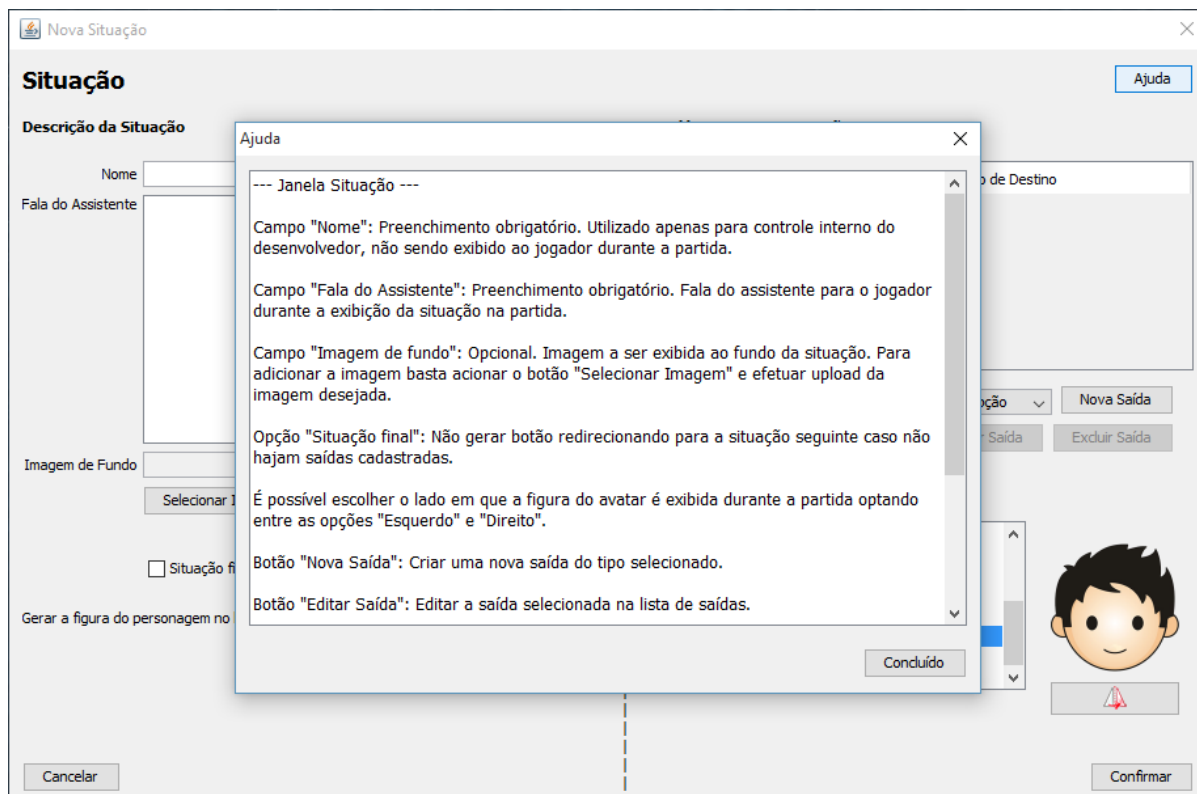 Nova Situação
Situação
Ajuda
Descrição da Situação
Nome
Fala do Assistente
Imagem de Fundo
Selecionar
Situação
Gerar a figura do personagem no
Cancelar
Ajuda
--- Janela Situação ---
Campo "Nome": Preenchimento obrigatório. Utilizado apenas para controle interno do
desenvolvedor, não sendo exibido ao jogador durante a partida.
Campo "Fala do Assistente": Preenchimento obrigatório. Fala do assistente para o jogador
durante a exibição da situação na partida.
Campo "Imagem de fundo": Opcional. Imagem a ser exibida ao fundo da situação. Para
adicionar a imagem basta acionar o botão "Selecionar Imagem" e efetuar upload da
imagem desejada.
Opção "Situação final": Não gerar botão redirecionando para a situação seguinte caso não
hajam saídas cadastradas.
É possível escolher o lado em que a figura do avatar é exibida durante a partida optando
entre as opções "Esquerdo" e "Direito".
Botão "Nova Saída": Criar uma nova saída do tipo selecionado.
Botão "Editar Saída": Editar a saída selecionada na lista de saídas.
Concluído
de Destino
Nova Saída
Saída
Excluir Saída
Confirmar